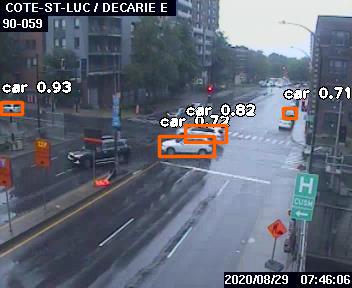 COTE-ST-LUC / DECARIE E
90-059
car 0.93
car 0.82
car 0.71
car 0.72
H
CUSM
2020/08/29 07:46:06